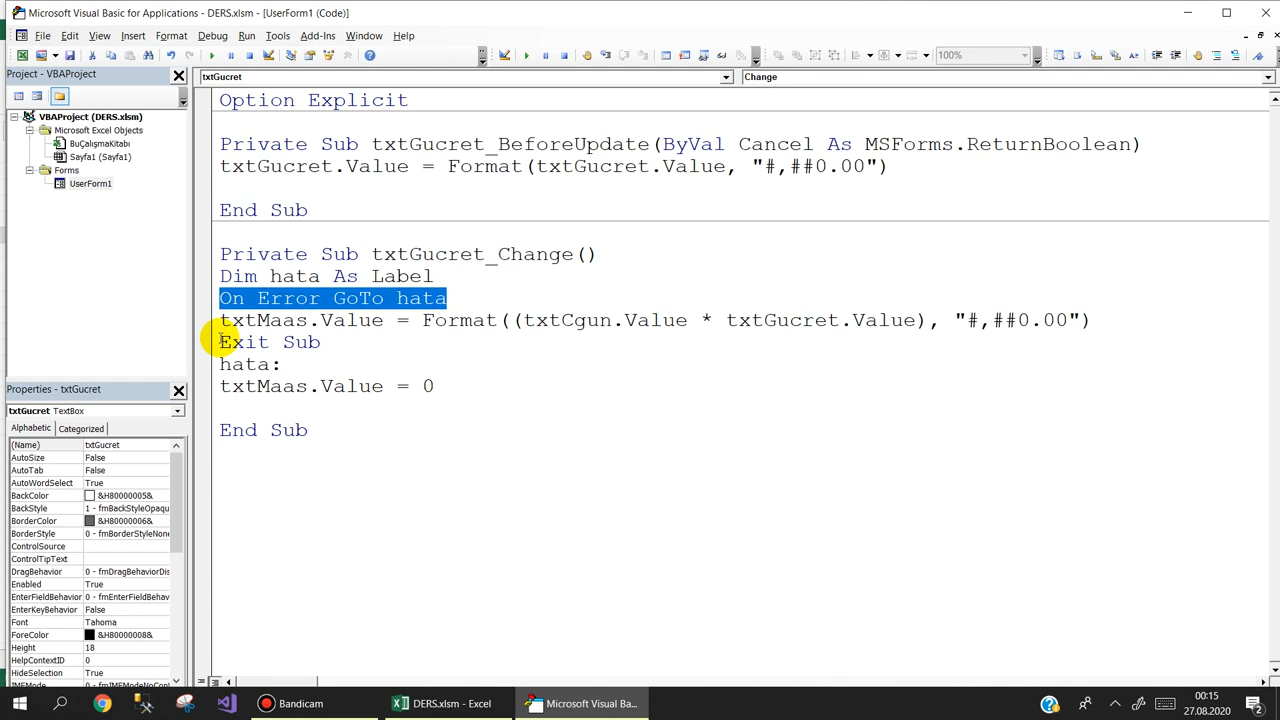 Microsoft Visual Basic for Applications - DERS.xlsm - [UserForm1 (Code)]
File Edit View Insert Format Debug Run Tools Add-Ins Window Help
100%
Project - VBAProject
txtGucret
Change
VBAProject (DERS.xlsm)
Microsoft Excel Objects
BuÇalışmaKitabı
Sayfa1 (Sayfa1)
Forms
UserForm1
Option Explicit
Private Sub txtGucret_BeforeUpdate(ByVal Cancel As MSForms.ReturnBoolean)
txtGucret.Value = Format(txtGucret.Value, "#,##0.00")
End Sub
Private Sub txtGucret_Change()
Dim hata As Label
On Error GoTo hata
txtMaas.Value = Format((txtCgun.Value * txtGucret.Value), "#,##0.00")
Exit Sub
hata:
txtMaas.Value = 0
End Sub
Properties - txtGucret
txtGucret TextBox
Alphabetic Categorized
(Name) txtGucret
AutoSize False
AutoTab False
AutoWordSelect True
BackColor &H80000005&
BackStyle 1 - fmBackStyleOpaqu
BorderColor &H80000006&
BorderStyle 0 - fmBorderStyleNone
ControlSource
ControlTipText
DragBehavior 0 - fmDragBehaviorDis
Enabled True
EnterFieldBehavior 0 - fmEnterFieldBehav
EnterKeyBehavior False
Font Tahoma
ForeColor &H80000008&
Height 18
HelpContextID 0
HideSelection True
IMEMode 0 - fmIMEModeNoCon
Bandicam
DERS.xlsm - Excel
Microsoft Visual Ba...
00:15
27.08.2020
2